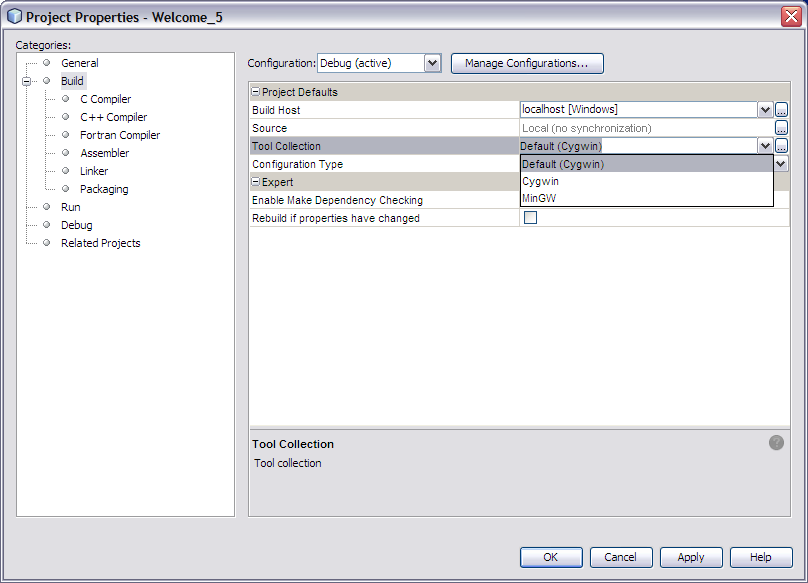 Project Properties - Welcome_5
Categories:
General
Build
C Compiler
C++ Compiler
Fortran Compiler
Assembler
Linker
Packaging
Run
Debug
Related Projects
Configuration: Debug (active) Manage Configurations...
Project Defaults
Build Host localhost [Windows] ...
Source Local (no synchronization) ...
Tool Collection Default (Cygwin) ...
Configuration Type Default (Cygwin)
Expert Cygwin
Enable Make Dependency Checking MinGW
Rebuild if properties have changed
Tool Collection ?
Tool collection
OK Cancel Apply Help